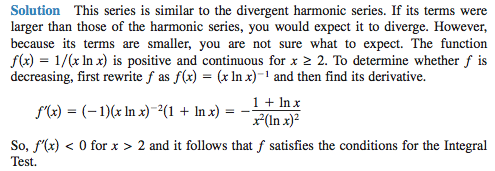 Solution This series is similar to the divergent harmonic series. If its terms were
larger than those of the harmonic series, you would expect it to diverge. However,
because its terms are smaller, you are not sure what to expect. The function
f(x) = 1/(x ln x) is positive and continuous for x ≥ 2. To determine whether f is
decreasing, first rewrite f as f(x) = (x ln x)⁻¹ and then find its derivative.
f′(x) = (−1)(x ln x)⁻²(1 + ln x) = −(1 + ln x)/(x²(ln x)²)
So, f′(x) < 0 for x > 2 and it follows that f satisfies the conditions for the Integral
Test.